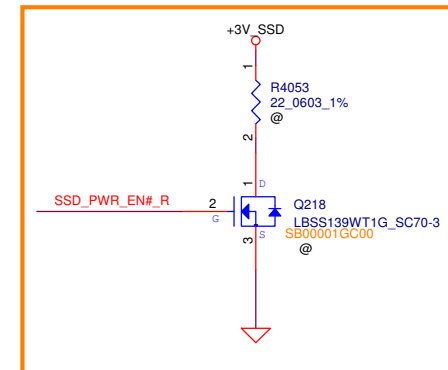 +3V_SSD
1
R4053
22_0603_1%
@
2
1
D
SSD_PWR_EN#_R
2
G
Q218
LBSS139WT1G_SC70-3
S
SB00001GC00
3
@